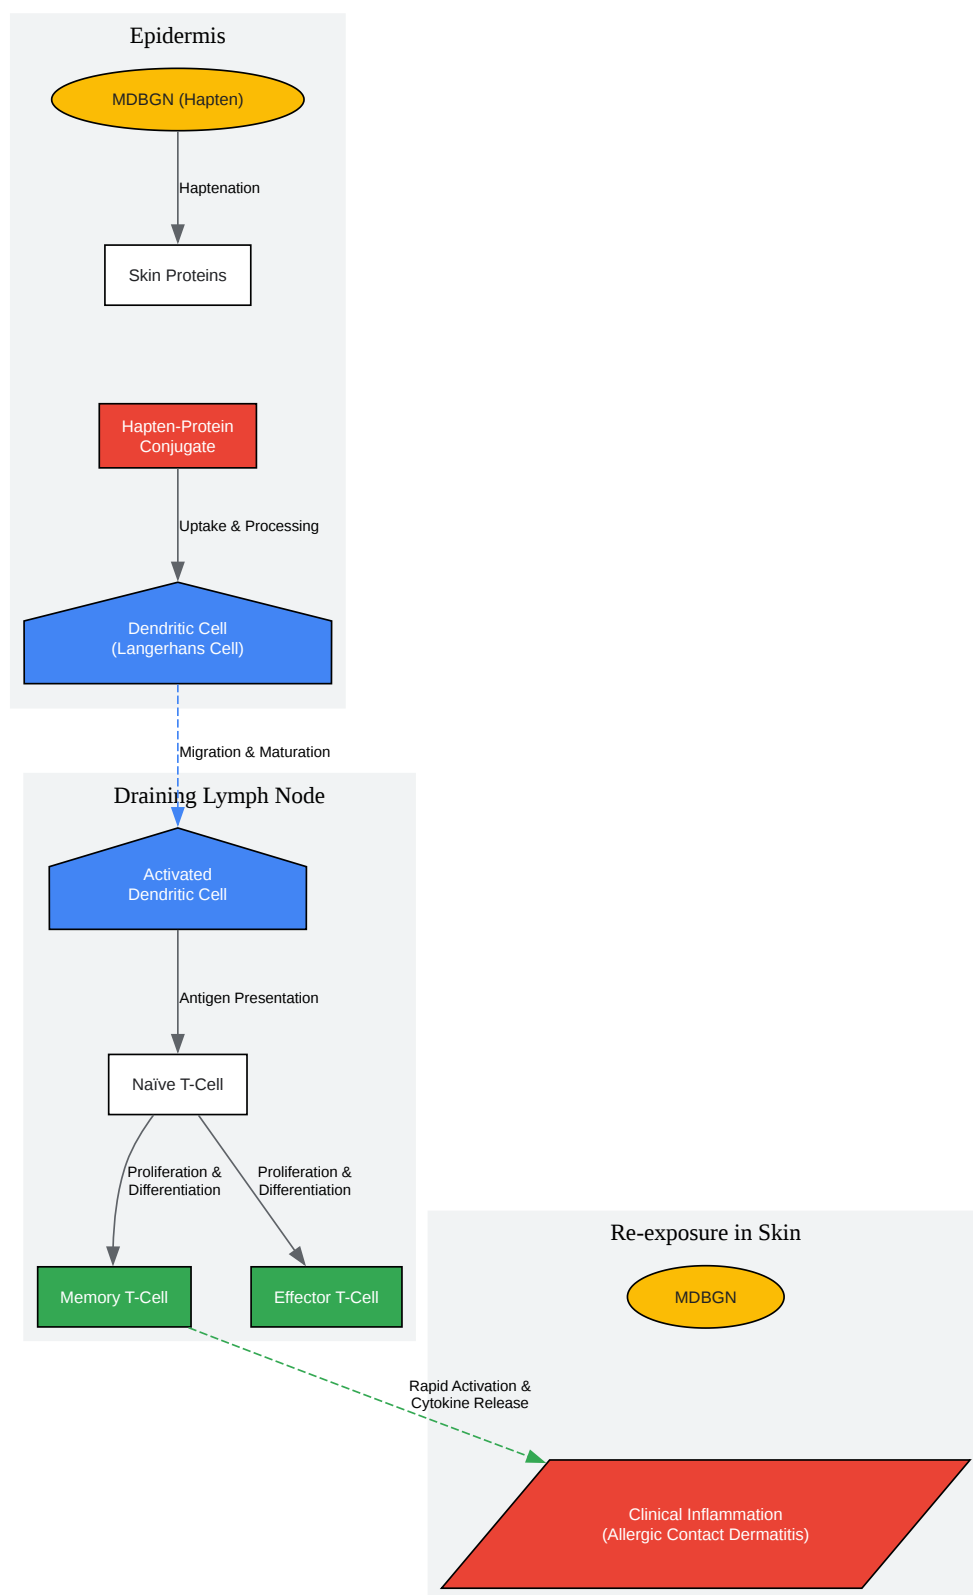 Epidermis
MDBGN (Hapten)
Haptenation
Skin Proteins
Hapten-Protein
Conjugate
Uptake & Processing
Dendritic Cell
(Langerhans Cell)
Migration & Maturation
Draining Lymph Node
Activated
Dendritic Cell
Antigen Presentation
Naïve T-Cell
Proliferation &
Differentiation
Proliferation &
Differentiation
Memory T-Cell
Effector T-Cell
Re-exposure in Skin
MDBGN
Rapid Activation &
Cytokine Release
Clinical Inflammation
(Allergic Contact Dermatitis)